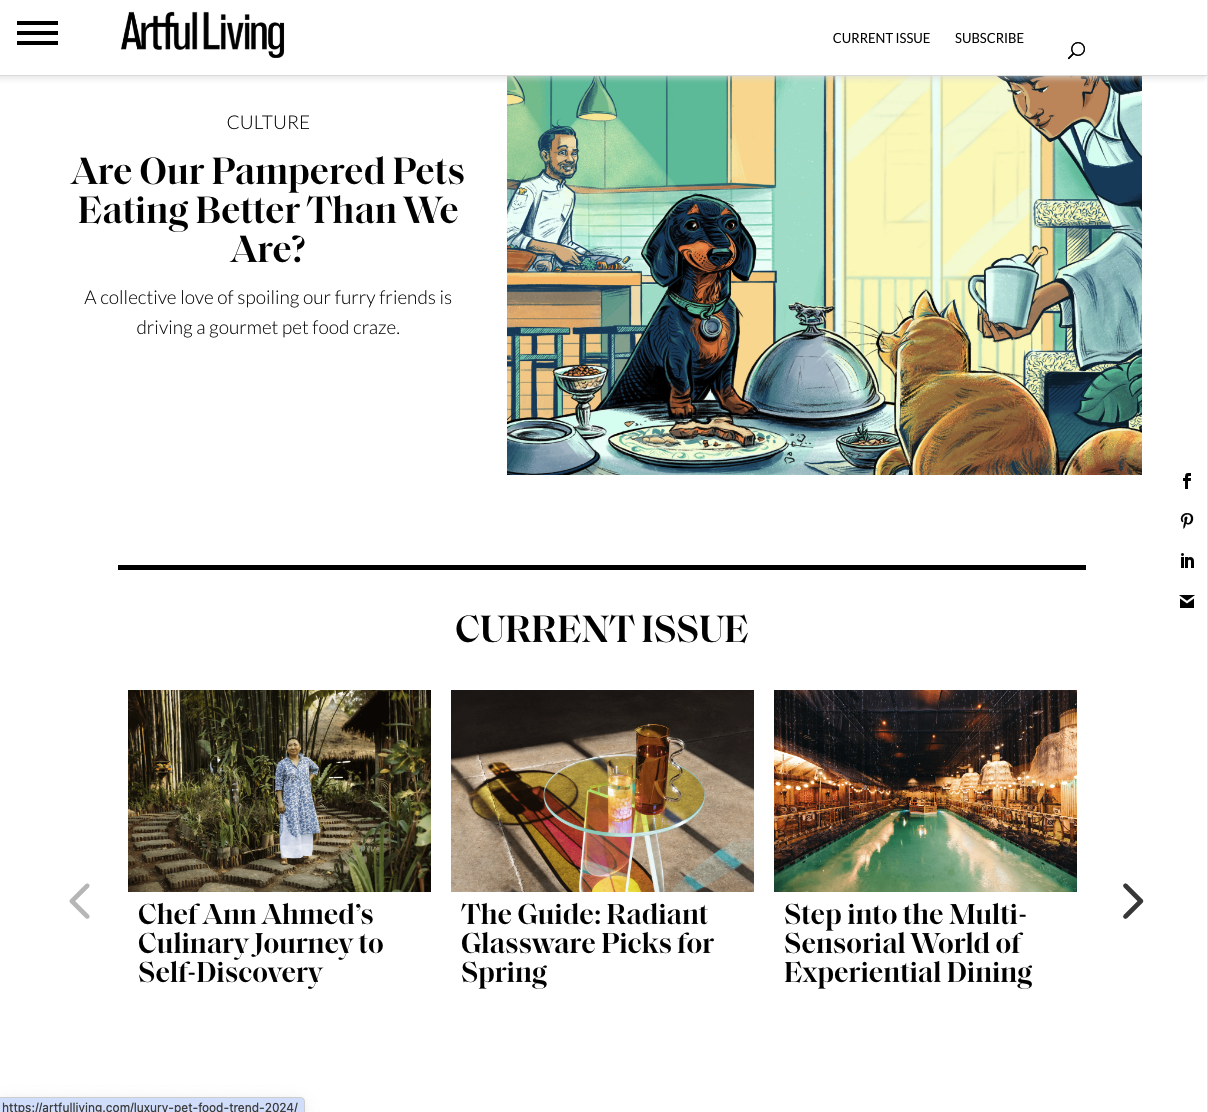 Artful Living
CURRENT ISSUE
SUBSCRIBE
CULTURE
Are Our Pampered Pets
Eating Better Than We
Are?
A collective love of spoiling our furry friends is
driving a gourmet pet food craze.
CURRENT ISSUE
Chef Ann Ahmed’s
Culinary Journey to
Self-Discovery
The Guide: Radiant
Glassware Picks for
Spring
Step into the Multi-
Sensorial World of
Experiential Dining
https://artfulliving.com/luxury-pet-food-trend-2024/